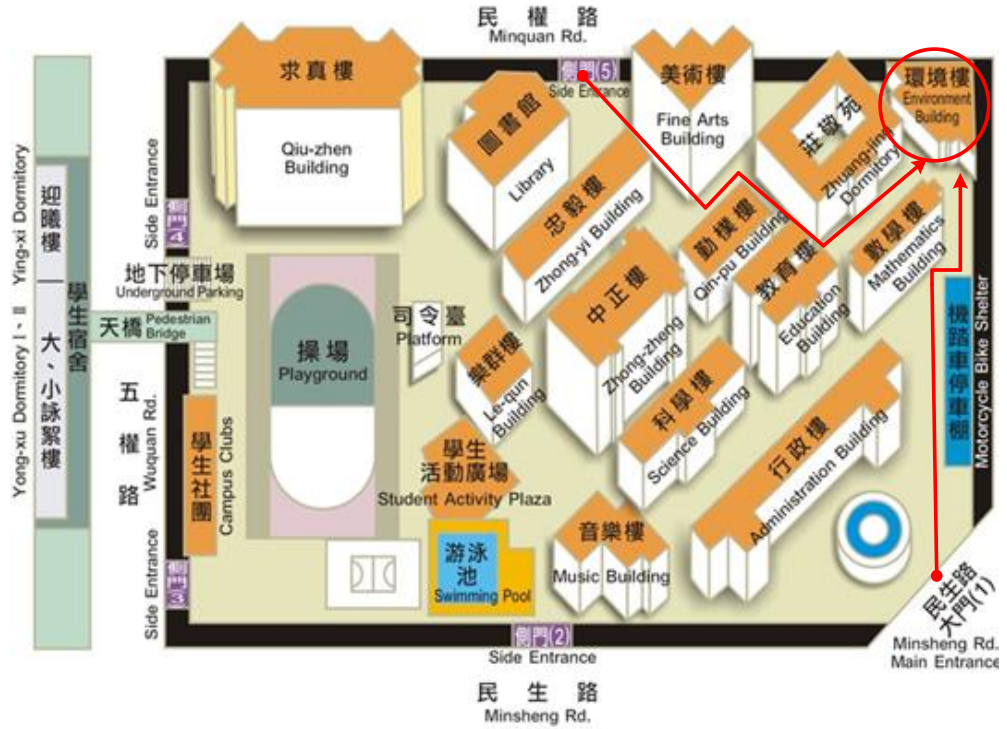 民權路
Minquan Rd.
求真樓
Qiu-zhen
Building
側門(5)
Side Entrance
美術樓
Fine Arts
Building
環境樓
Environment
Building
圖書館
Library
莊敬苑
Zhuang-jing
Dormitory
忠毅樓
Zhong-yi Building
勤樸樓
Qin-pu Building
數學樓
Mathematics
Building
教育樓
Education
Building
中正樓
Zhong-zheng
Building
迎曦樓
Ying-xi Dormitory
側門4
Side Entrance
地下停車場
Underground Parking
天橋
Pedestrian
Bridge
學生宿舍
大、小詠絮樓
Yong-xu Dormitory I、II
操場
Playground
司令臺
Platform
樂群樓
Le-qun
Building
科學樓
Science Building
機踏車停車棚
Motorcycle Bike Shelter
五權路
Wuquan Rd.
學生社團
Campus Clubs
學生
活動廣場
Student Activity Plaza
行政樓
Administration Building
音樂樓
Music Building
游泳
池
Swimming Pool
側門3
Side Entrance
民生路
大門(1)
Minsheng Rd.
Main Entrance
側門(2)
Side Entrance
民生路
Minsheng Rd.